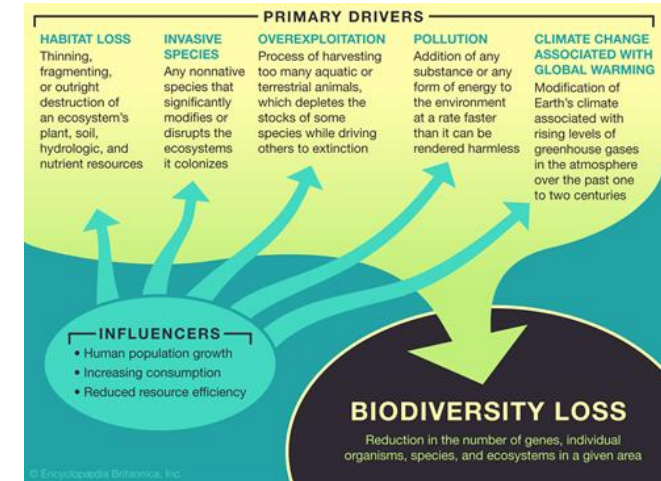 PRIMARY DRIVERS
HABITAT LOSS
Thinning,
fragmenting,
or outright
destruction of
an ecosystem's
plant, soil,
hydrologic, and
nutrient resources
INVASIVE
SPECIES
Any nonnative
species that
significantly
modifies or
disrupts the
ecosystems
it colonizes
OVEREXPLOITATION
Process of harvesting
too many aquatic or
terrestrial animals,
which depletes the
stocks of some
species while driving
others to extinction
POLLUTION
Addition of any
substance or any
form of energy to
the environment
at a rate faster
than it can be
rendered harmless
CLIMATE CHANGE
ASSOCIATED WITH
GLOBAL WARMING
Modification of
Earth's climate
associated with
rising levels of
greenhouse gases
in the atmosphere
over the past one
to two centuries
INFLUENCERS
• Human population growth
• Increasing consumption
• Reduced resource efficiency
BIODIVERSITY LOSS
Reduction in the number of genes, individual
organisms, species, and ecosystems in a given area
© Encyclopædia Britannica, Inc.